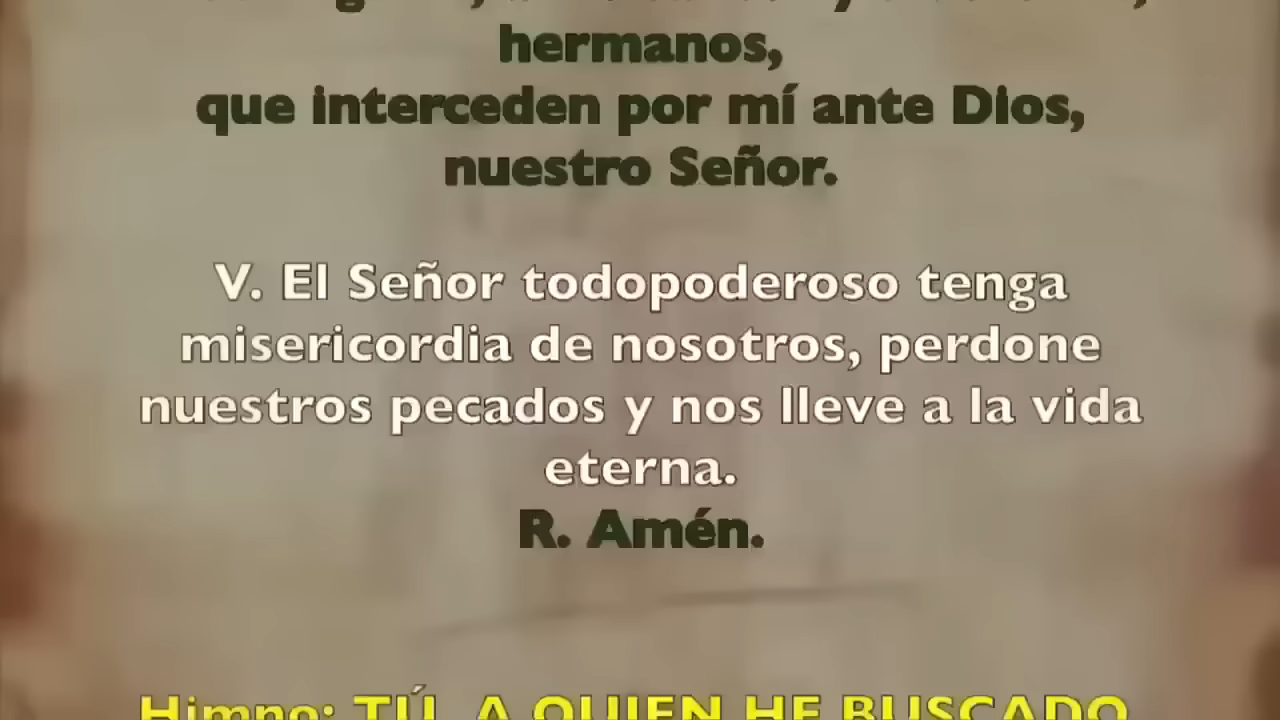 hermanos,
que interceden por mí ante Dios,
nuestro Señor.
V. El Señor todopoderoso tenga
misericordia de nosotros, perdone
nuestros pecados y nos lleve a la vida
eterna.
R. Amén.
Himno: TÚ, A QUIEN HE BUSCADO,